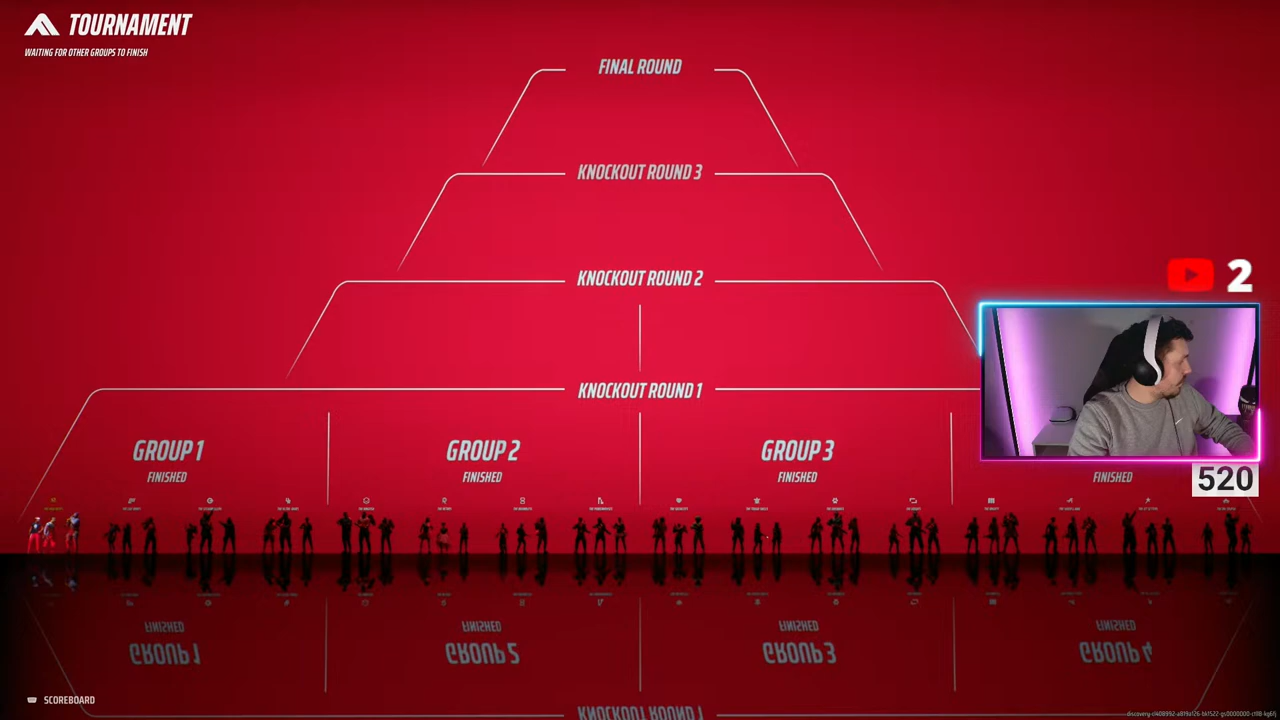 TOURNAMENT
WAITING FOR OTHER GROUPS TO FINISH
FINAL ROUND
KNOCKOUT ROUND 3
KNOCKOUT ROUND 2
2
KNOCKOUT ROUND 1
GROUP 1
GROUP 2
GROUP 3
FINISHED
FINISHED
FINISHED
FINISHED
520
FINISHED
FINISHED
FINISHED
FINISHED
GROUP 1
GROUP 2
GROUP 3
GROUP 4
SCOREBOARD
KNOCKOUT ROUND 1